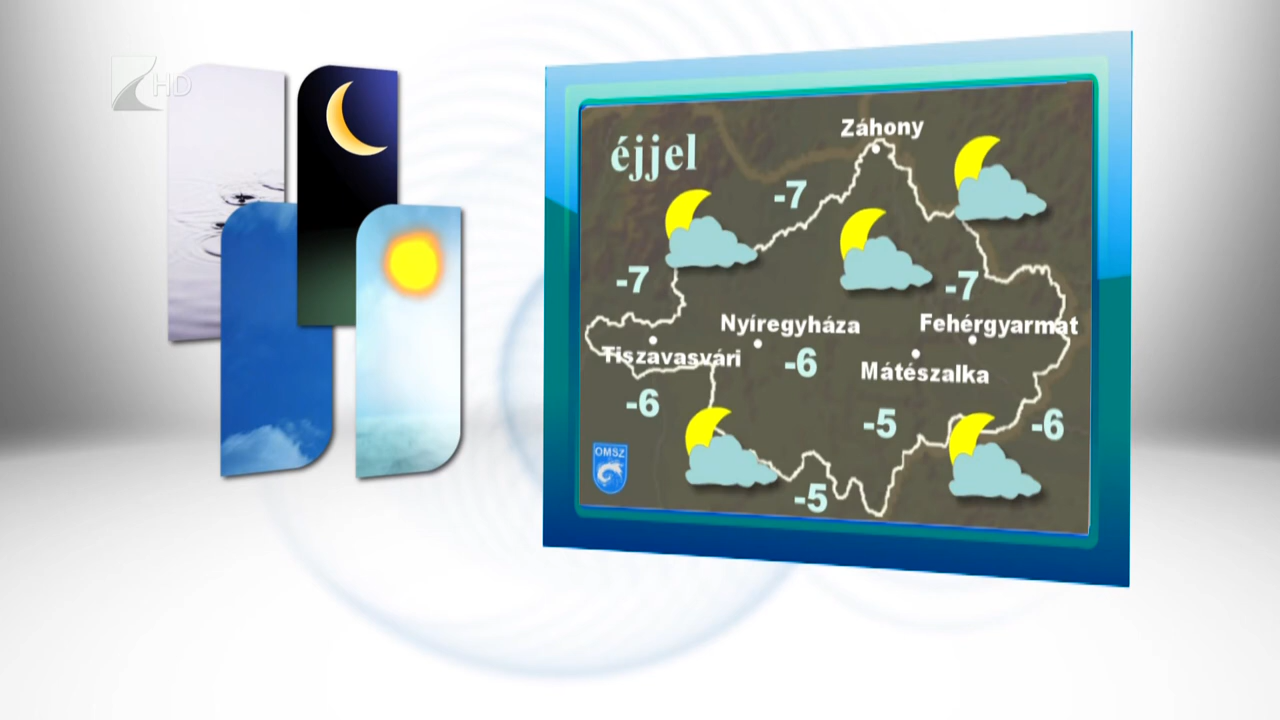 HD
éjjel
Záhony
-7
-7
-7
Nyíregyháza
Fehérgyarmat
Tiszavasvári
-6
Mátészalka
-6
-5
-6
OMSZ
-5